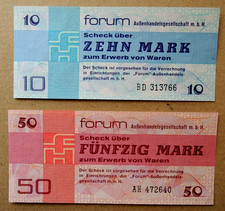 10 forum Außenhandelsgesellschaft m. b. H.
Scheck über
ZEHN MARK
zum Erwerb von Waren
Der Scheck ist vorgesehen für die Verrechnung
in Einrichtungen der "Forum"-Außenhandels-
gesellschaft m. b. H.
10 BD 313766 10
50 forum Außenhandelsgesellschaft m. b. H.
Scheck über
FÜNFZIG MARK
zum Erwerb von Waren
Der Scheck ist vorgesehen für die Verrechnung
in Einrichtungen der "Forum"-Außenhandels-
gesellschaft m. b. H.
50 AH 472640 50